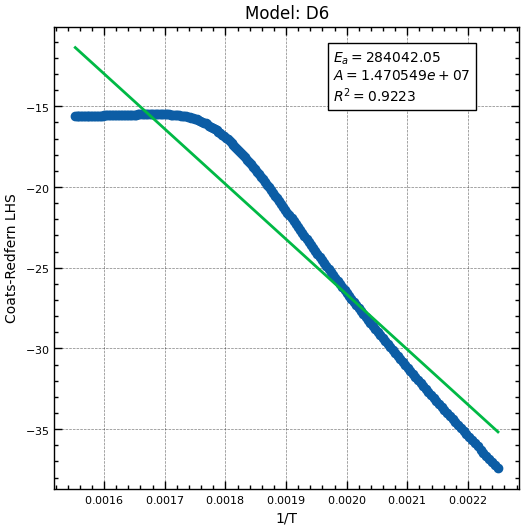 Model: D6
E_a = 284042.05
A = 1.470549e + 07
R² = 0.9223
Coats-Redfern LHS
−15
−20
−25
−30
−35
0.0016 0.0017 0.0018 0.0019 0.0020 0.0021 0.0022
1/T